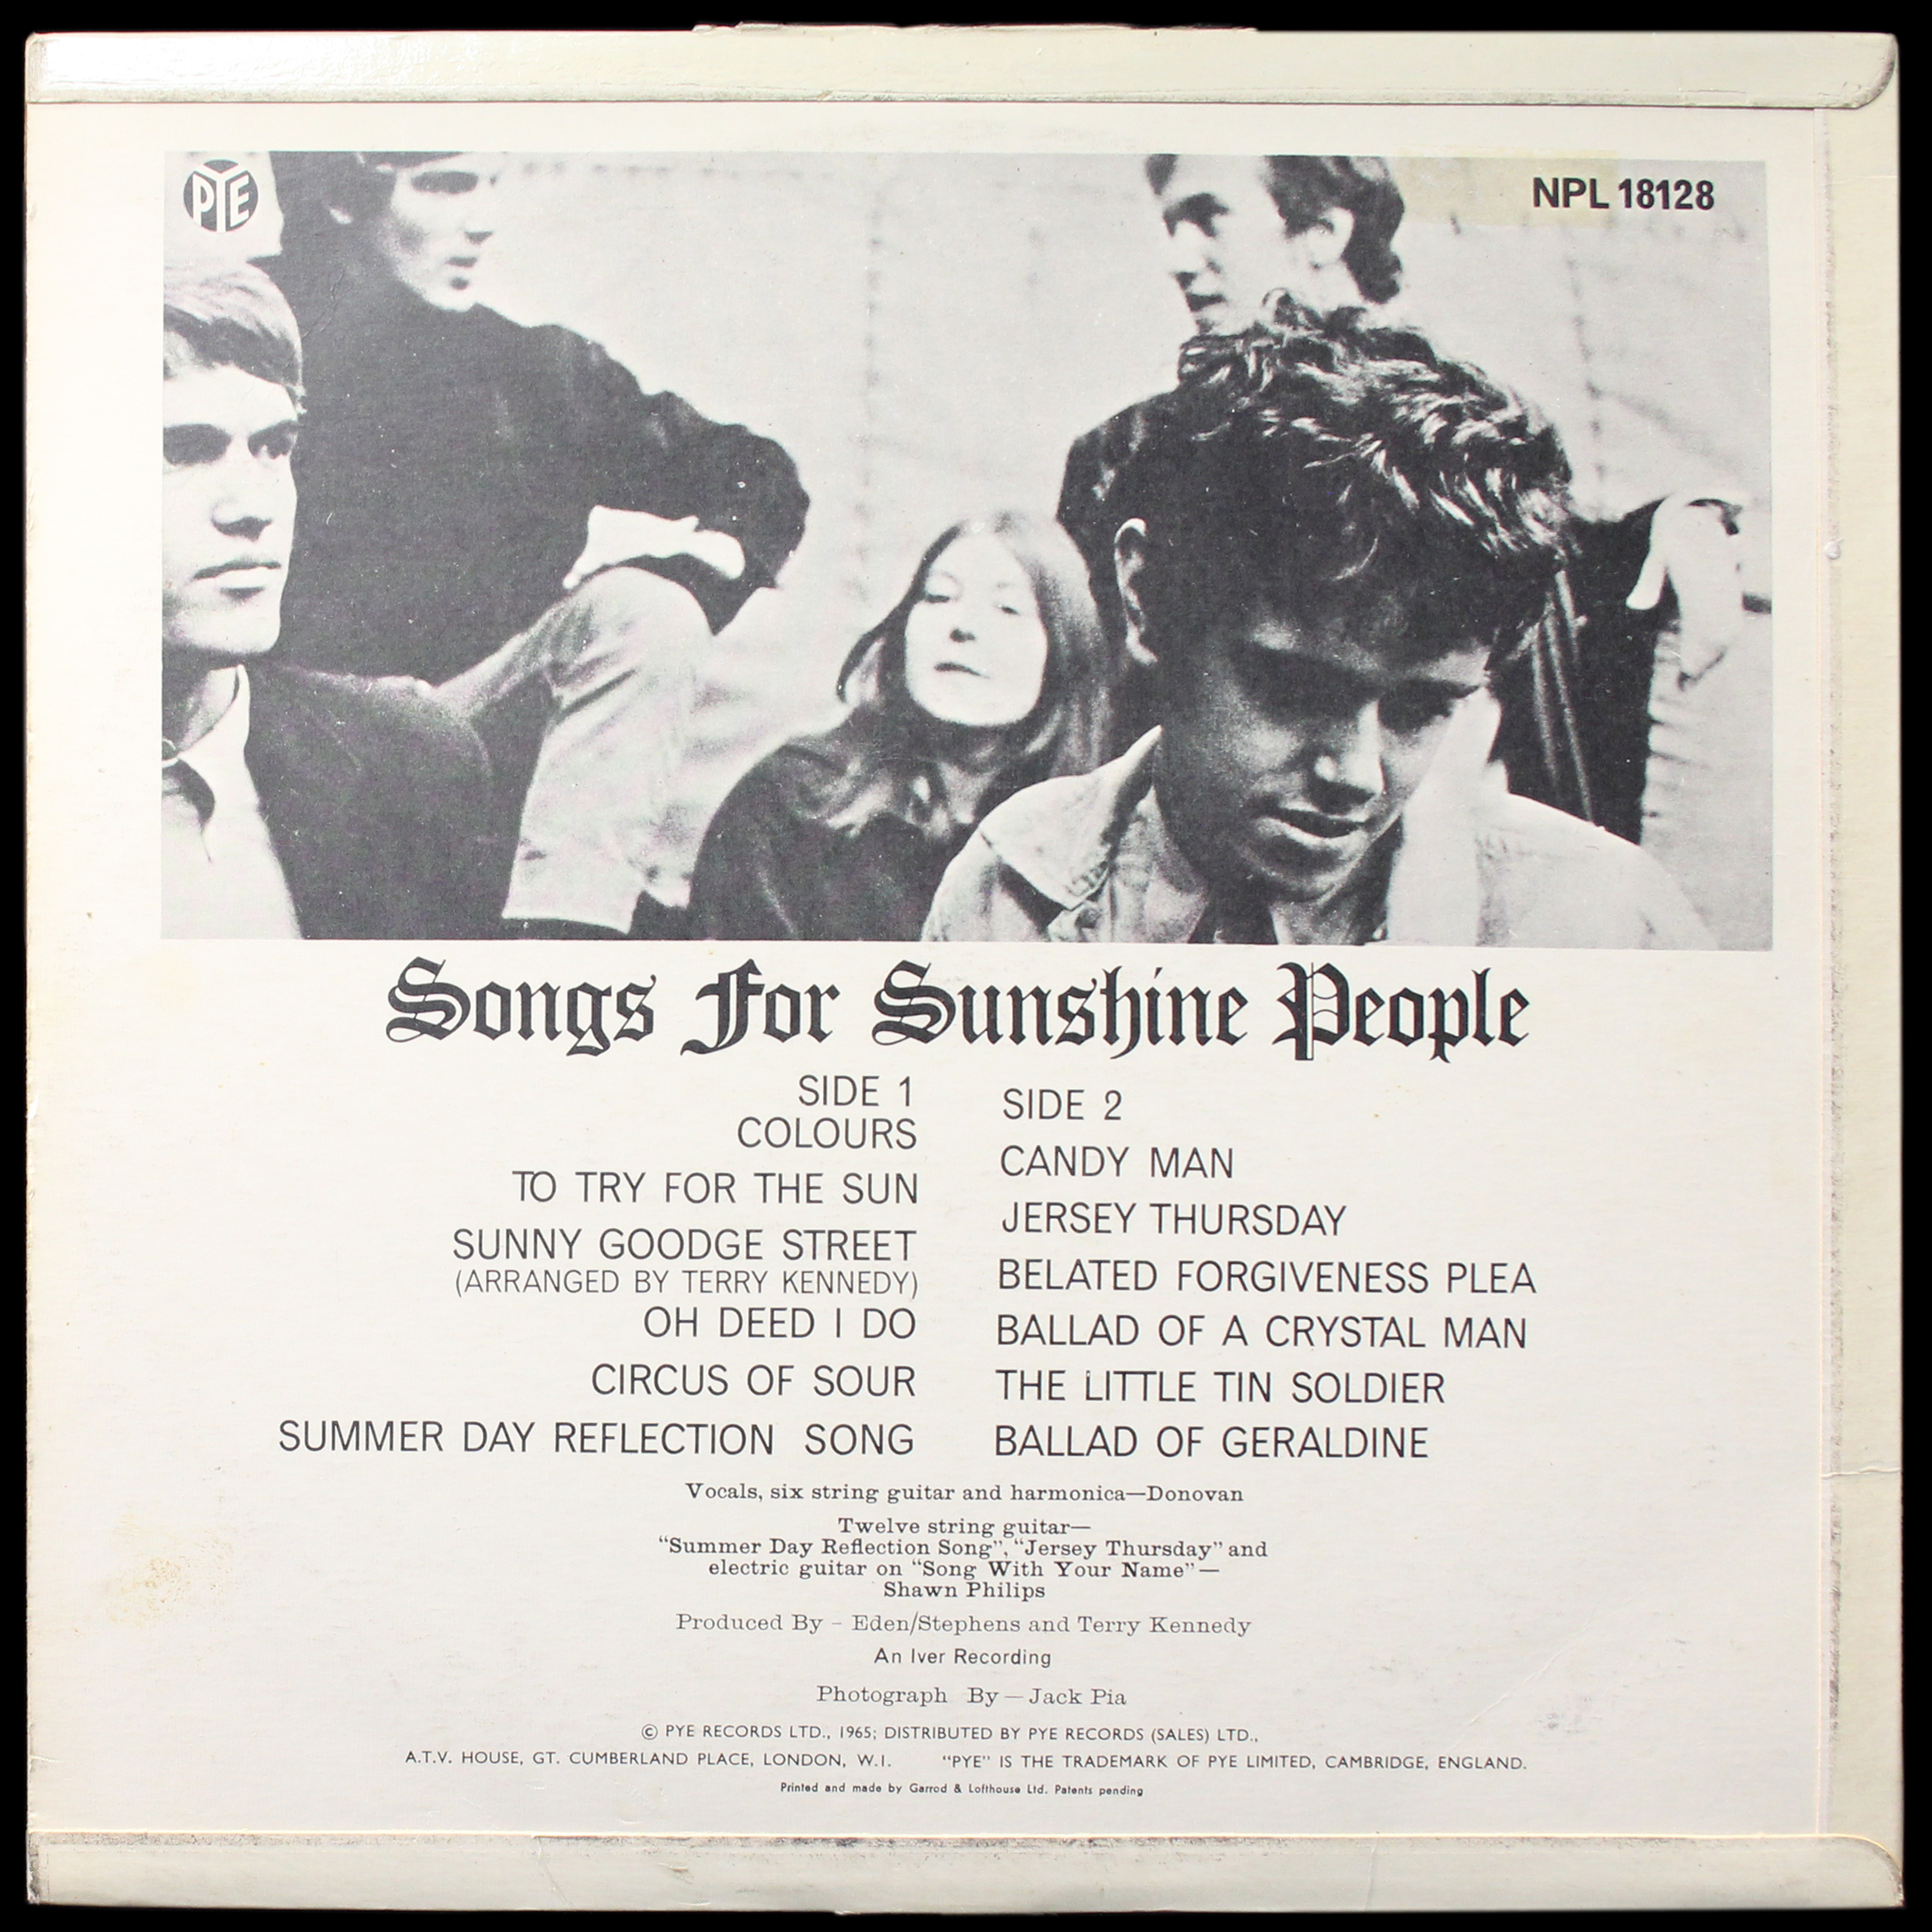 PYE
NPL 18128
Songs For Sunshine People
SIDE 1
COLOURS
TO TRY FOR THE SUN
SUNNY GOODGE STREET
(ARRANGED BY TERRY KENNEDY)
OH DEED I DO
CIRCUS OF SOUR
SUMMER DAY REFLECTION SONG
SIDE 2
CANDY MAN
JERSEY THURSDAY
BELATED FORGIVENESS PLEA
BALLAD OF A CRYSTAL MAN
THE LITTLE TIN SOLDIER
BALLAD OF GERALDINE
Vocals, six string guitar and harmonica—Donovan
Twelve string guitar—
“Summer Day Reflection Song”, “Jersey Thursday” and
electric guitar on “Song With Your Name”—
Shawn Philips
Produced By – Eden/Stephens and Terry Kennedy
An Iver Recording
Photograph By — Jack Pia
© PYE RECORDS LTD., 1965; DISTRIBUTED BY PYE RECORDS (SALES) LTD.,
A.T.V. HOUSE, GT. CUMBERLAND PLACE, LONDON, W.I. “PYE” IS THE TRADEMARK OF PYE LIMITED, CAMBRIDGE, ENGLAND.
Printed and made by Garrod & Lofthouse Ltd. Patents pending